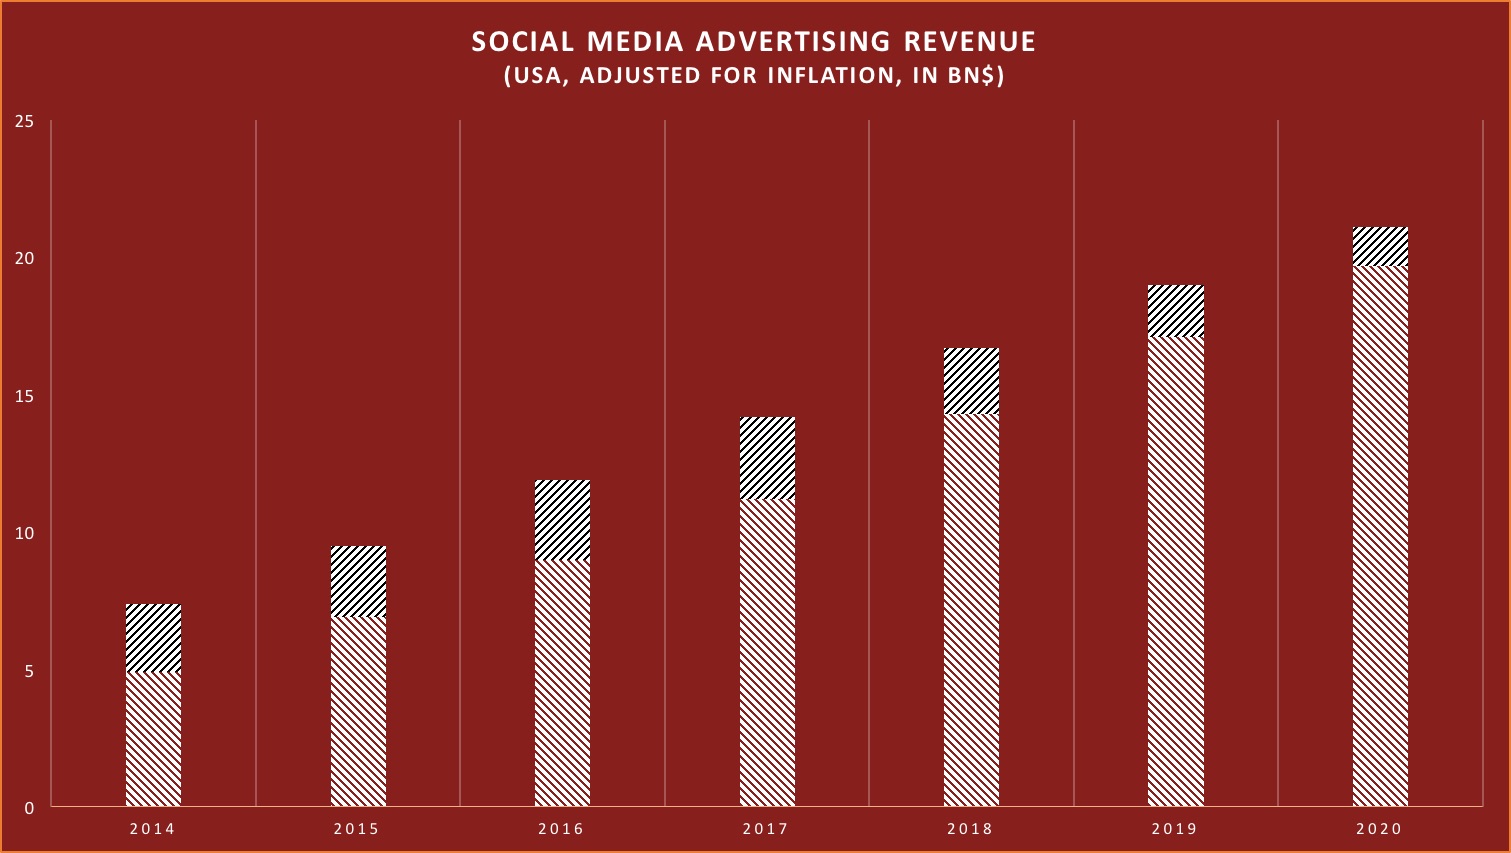 SOCIAL MEDIA ADVERTISING REVENUE
(USA, ADJUSTED FOR INFLATION, IN BN$)
25
20
15
10
5
0
2014 2015 2016 2017 2018 2019 2020